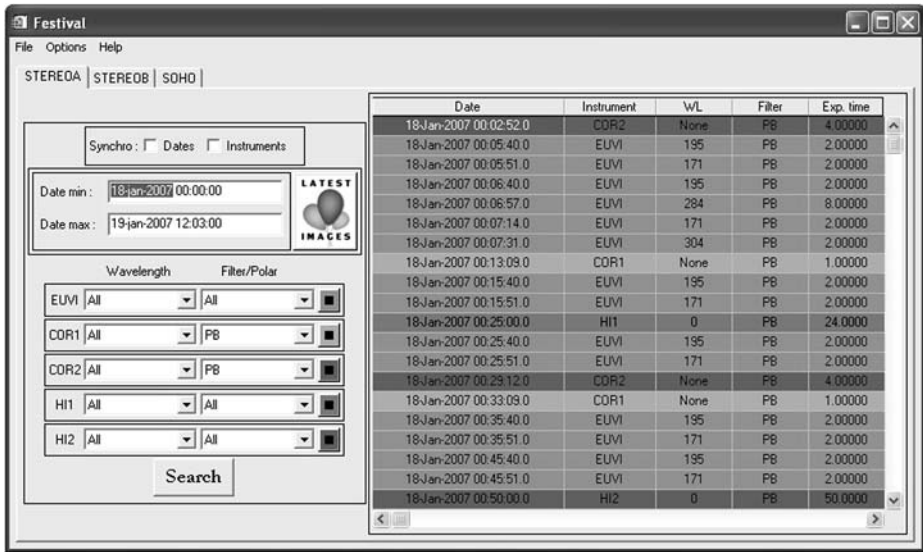 Festival
File Options Help
STEREOA STEREOB SOHO
Synchro : Dates Instruments
Date min : 18-jan-2007 00:00:00
Date max : 19-jan-2007 12:03:00
LATEST
IMAGES
Wavelength Filter/Polar
EUVI All All
COR1 All PB
COR2 All PB
HI1 All All
HI2 All All
Search
Date Instrument WL Filter Exp. time
18-Jan-2007 00:02:52.0 COR2 None PB 4.00000
18-Jan-2007 00:05:40.0 EUVI 195 PB 2.00000
18-Jan-2007 00:05:51.0 EUVI 171 PB 2.00000
18-Jan-2007 00:06:40.0 EUVI 195 PB 2.00000
18-Jan-2007 00:06:57.0 EUVI 284 PB 8.00000
18-Jan-2007 00:07:14.0 EUVI 171 PB 2.00000
18-Jan-2007 00:07:31.0 EUVI 304 PB 2.00000
18-Jan-2007 00:13:09.0 COR1 None PB 1.00000
18-Jan-2007 00:15:40.0 EUVI 195 PB 2.00000
18-Jan-2007 00:15:51.0 EUVI 171 PB 2.00000
18-Jan-2007 00:25:00.0 HI1 0 PB 24.0000
18-Jan-2007 00:25:40.0 EUVI 195 PB 2.00000
18-Jan-2007 00:25:51.0 EUVI 171 PB 2.00000
18-Jan-2007 00:29:12.0 COR2 None PB 4.00000
18-Jan-2007 00:33:09.0 COR1 None PB 1.00000
18-Jan-2007 00:35:40.0 EUVI 195 PB 2.00000
18-Jan-2007 00:35:51.0 EUVI 171 PB 2.00000
18-Jan-2007 00:45:40.0 EUVI 195 PB 2.00000
18-Jan-2007 00:45:51.0 EUVI 171 PB 2.00000
18-Jan-2007 00:50:00.0 HI2 0 PB 50.0000